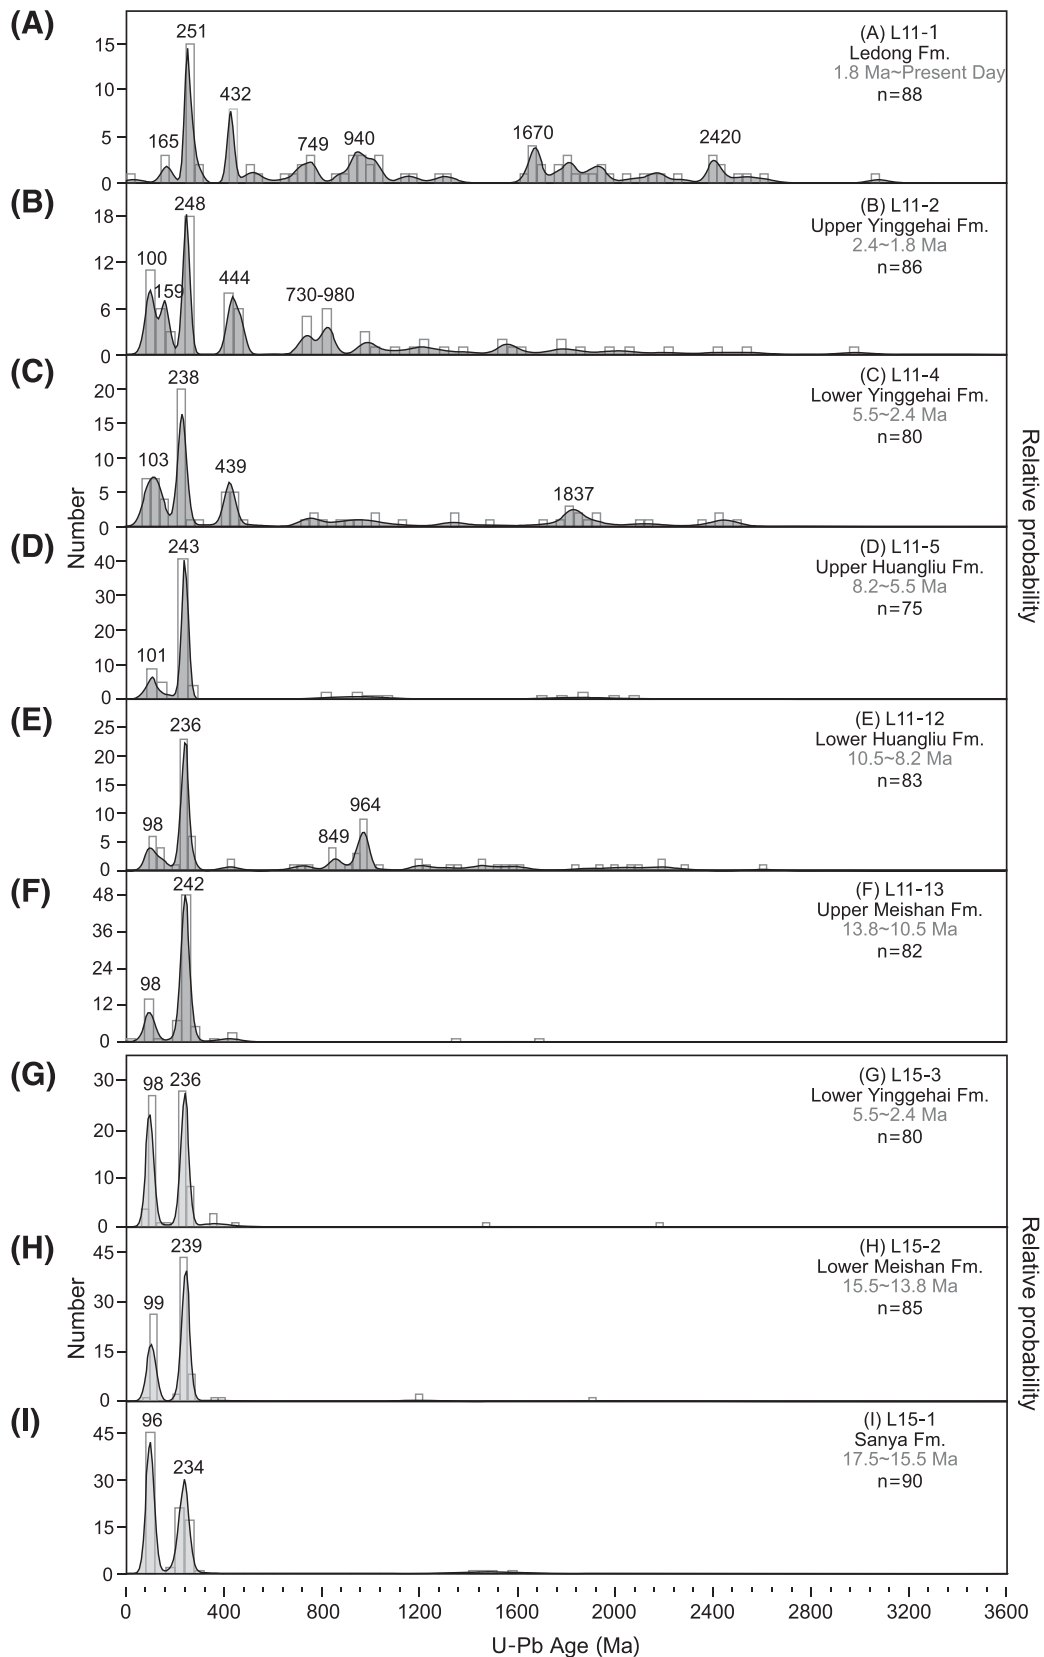 (A)
251
432
165
749
940
1670
2420
(A) L11-1
Ledong Fm.
1.8 Ma~Present Day
n=88
15
10
5
0
(B)
248
100
159
444
730-980
(B) L11-2
Upper Yinggehai Fm.
2.4~1.8 Ma
n=86
18
12
6
0
(C)
238
103
439
1837
(C) L11-4
Lower Yinggehai Fm.
5.5~2.4 Ma
n=80
20
15
10
5
0
Number
Relative probability
(D)
243
101
(D) L11-5
Upper Huangliu Fm.
8.2~5.5 Ma
n=75
40
30
20
10
0
(E)
236
98
849
964
(E) L11-12
Lower Huangliu Fm.
10.5~8.2 Ma
n=83
25
20
15
10
5
0
(F)
242
98
(F) L11-13
Upper Meishan Fm.
13.8~10.5 Ma
n=82
48
36
24
12
0
(G)
98
236
(G) L15-3
Lower Yinggehai Fm.
5.5~2.4 Ma
n=80
30
20
10
0
(H)
239
99
(H) L15-2
Lower Meishan Fm.
15.5~13.8 Ma
n=85
45
30
15
0
Number
Relative probability
(I)
96
234
(I) L15-1
Sanya Fm.
17.5~15.5 Ma
n=90
45
30
15
0
0 400 800 1200 1600 2000 2400 2800 3200 3600
U-Pb Age (Ma)